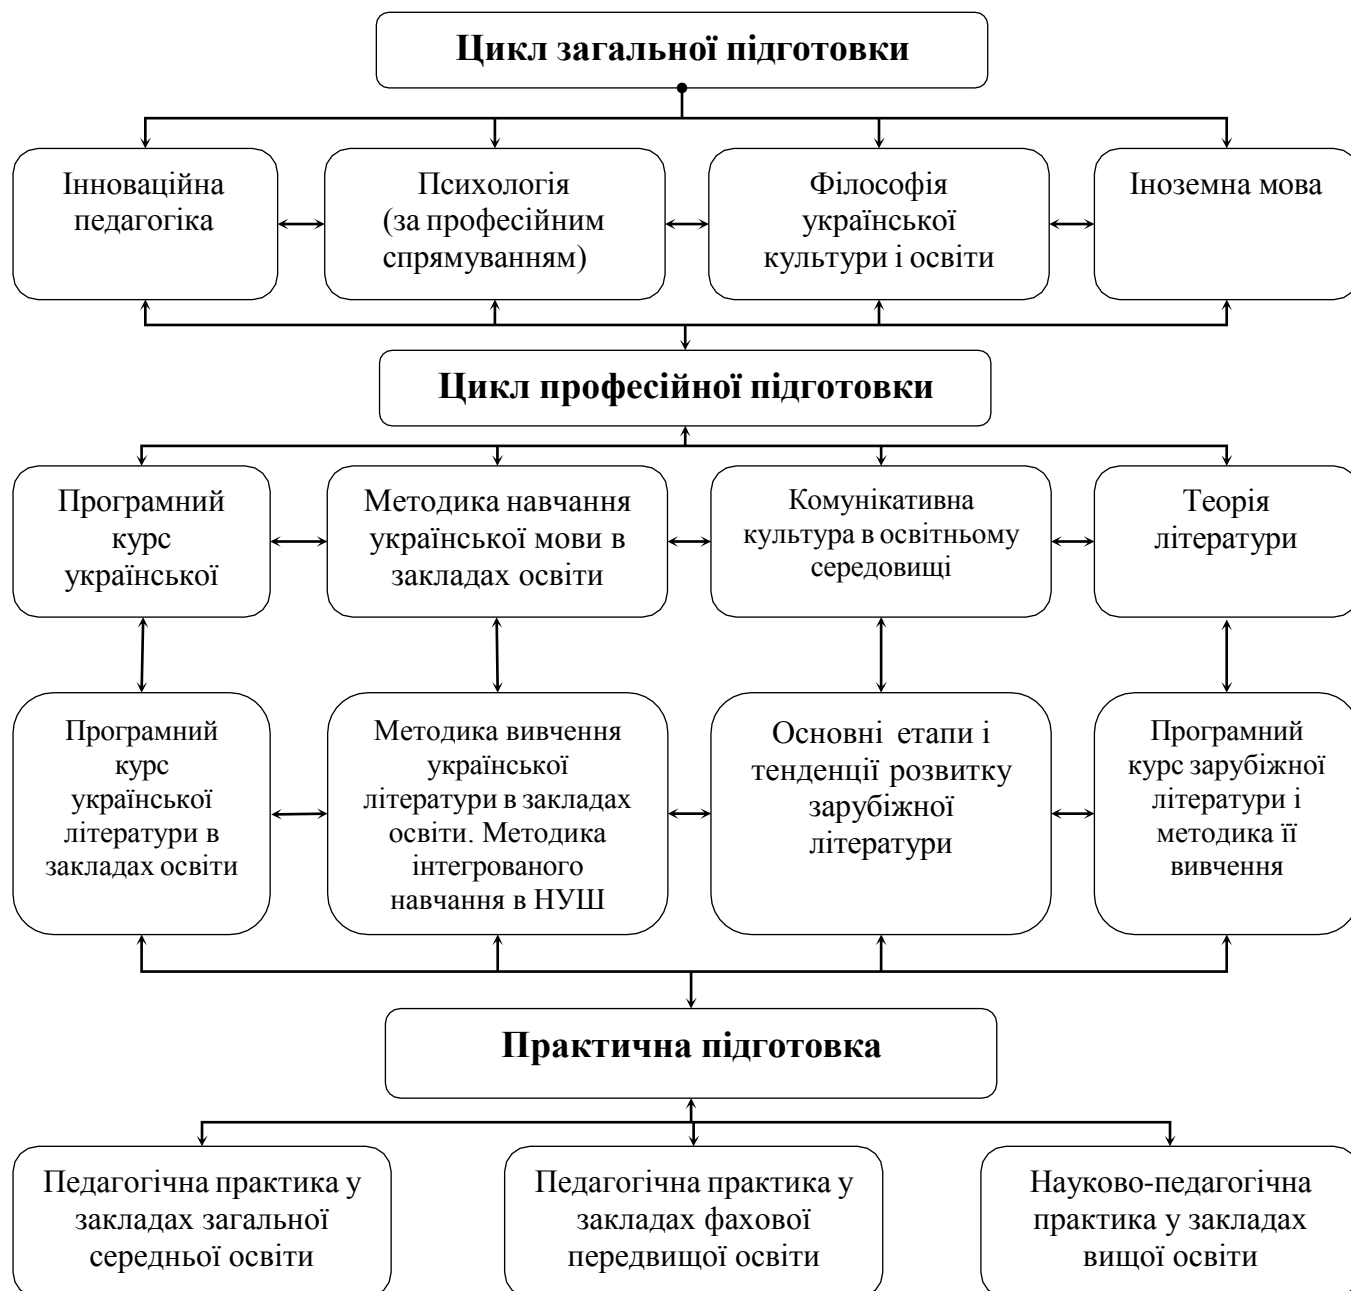 Цикл загальної підготовки
Інноваційна
педагогіка
Психологія
(за професійним
спрямуванням)
Філософія
української
культури і освіти
Іноземна мова
Цикл професійної підготовки
Програмний
курс
української
Методика навчання
української мови в
закладах освіти
Комунікативна
культура в освітньому
середовищі
Теорія
літератури
Програмний
курс
української
літератури в
закладах освіти
Методика вивчення
української
літератури в закладах
освіти. Методика
інтегрованого
навчання в НУШ
Основні етапи і
тенденції розвитку
зарубіжної
літератури
Програмний
курс зарубіжної
літератури і
методика її
вивчення
Практична підготовка
Педагогічна практика у
закладах загальної
середньої освіти
Педагогічна практика у
закладах фахової
передвищої освіти
Науково-педагогічна
практика у закладах
вищої освіти